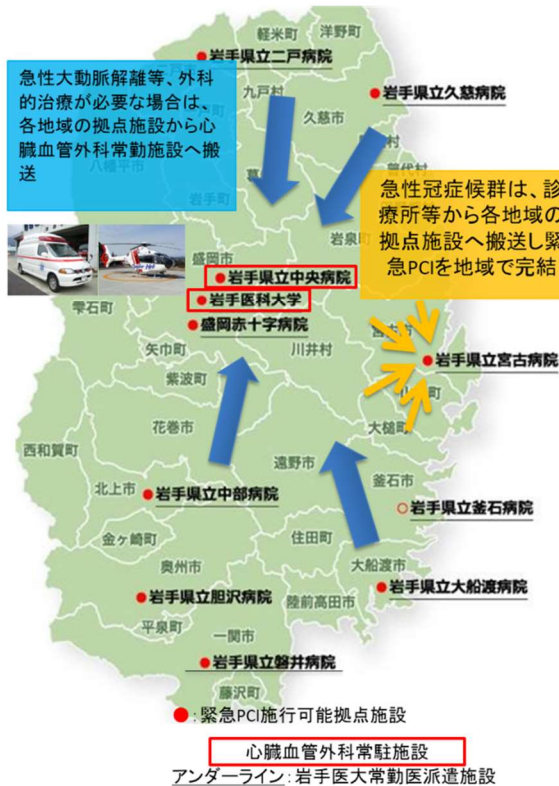 軽米町
洋野町
岩手県立二戸病院
急性大動脈解離等、外科
的治療が必要な場合は、
各地域の拠点施設から心
臓血管外科常勤施設へ搬
送
九戸村
岩手県立久慈病院
久慈市
岩手町
急性冠症候群は、診
療所等から各地域の
拠点施設へ搬送し緊
急PCIを地域で完結
岩泉町
盛岡市
岩手県立中央病院
岩手医科大学
雫石町
盛岡赤十字病院
川井村
矢巾町
岩手県立宮古病院
紫波町
花巻市
大槌町
西和賀町
遠野市
釜石市
北上市
岩手県立中部病院
岩手県立釜石病院
金ヶ崎町
住田町
奥州市
大船渡市
岩手県立大船渡病院
岩手県立胆沢病院
陸前高田市
平泉町
一関市
岩手県立磐井病院
藤沢町
●:緊急PCI施行可能拠点施設
心臓血管外科常駐施設
アンダーライン:岩手医大常勤医派遣施設